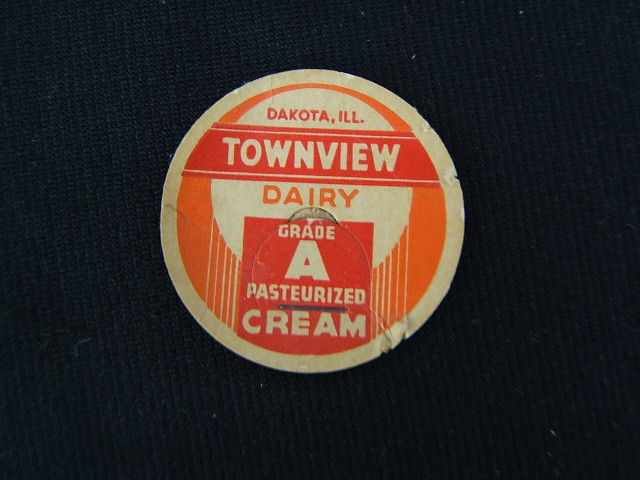 DAKOTA, ILL.
TOWNVIEW
DAIRY
GRADE
A
PASTEURIZED
CREAM